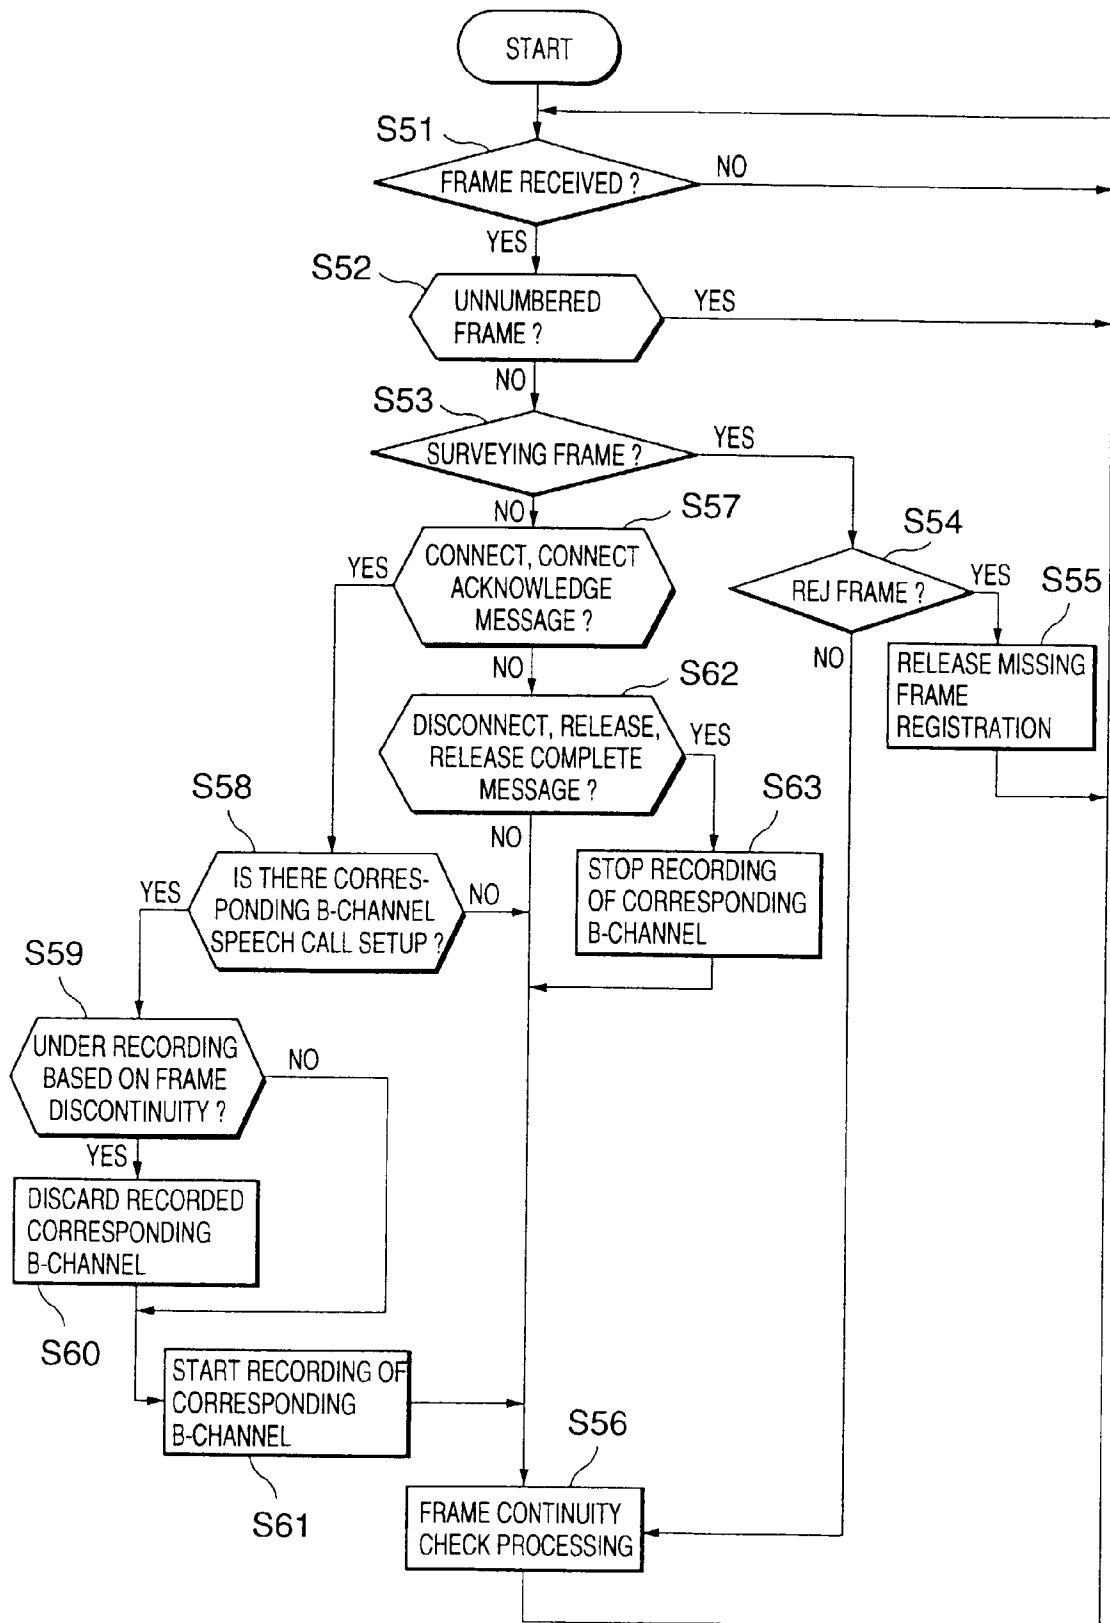 START
S51
FRAME RECEIVED ?
NO
YES
S52
UNNUMBERED
FRAME ?
YES
NO
S53
SURVEYING FRAME ?
YES
NO
S57
CONNECT, CONNECT
ACKNOWLEDGE
MESSAGE ?
YES
NO
S54
REJ FRAME ?
YES
NO
S55
RELEASE MISSING
FRAME
REGISTRATION
S62
DISCONNECT, RELEASE,
RELEASE COMPLETE
MESSAGE ?
YES
NO
S63
STOP RECORDING
OF CORRESPONDING
B-CHANNEL
S58
IS THERE CORRES-
PONDING B-CHANNEL
SPEECH CALL SETUP ?
YES
NO
S59
UNDER RECORDING
BASED ON FRAME
DISCONTINUITY ?
NO
YES
DISCARD RECORDED
CORRESPONDING
B-CHANNEL
S60
START RECORDING OF
CORRESPONDING
B-CHANNEL
S61
S56
FRAME CONTINUITY
CHECK PROCESSING